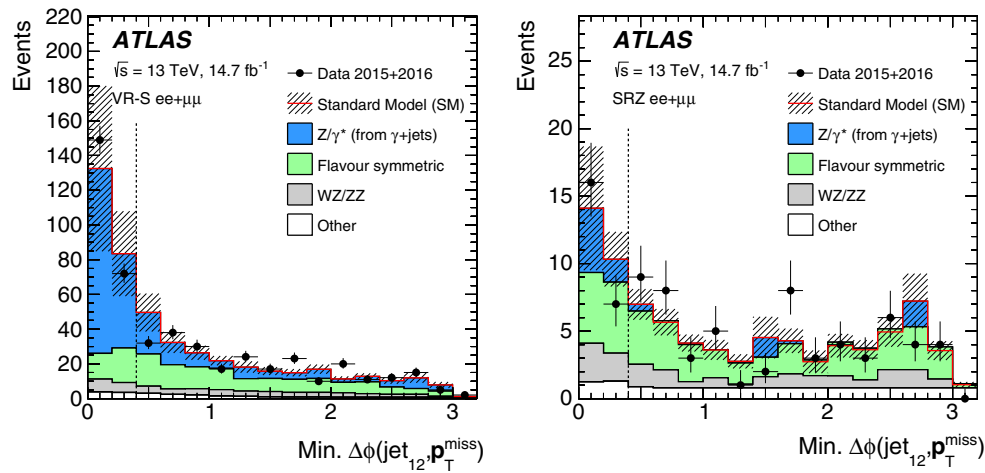 Events
220
200
180
160
140
120
100
80
60
40
20
0
ATLAS
√s = 13 TeV, 14.7 fb⁻¹
VR-S ee+μμ
Data 2015+2016
Standard Model (SM)
Z/γ* (from γ+jets)
Flavour symmetric
WZ/ZZ
Other
0 1 2 3
Min. Δϕ(jet₁₂,p_T^miss)
Events
25
20
15
10
5
0
ATLAS
√s = 13 TeV, 14.7 fb⁻¹
SRZ ee+μμ
Data 2015+2016
Standard Model (SM)
Z/γ* (from γ+jets)
Flavour symmetric
WZ/ZZ
Other
0 1 2 3
Min. Δϕ(jet₁₂,p_T^miss)